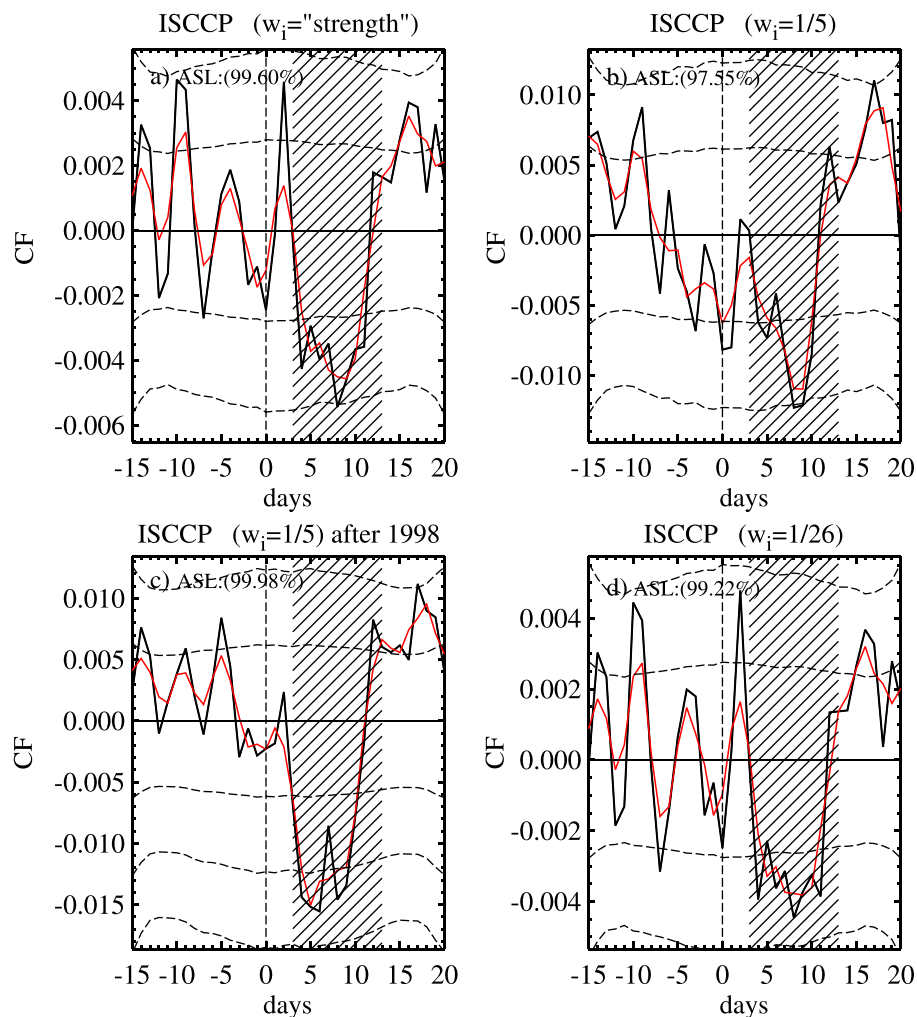 ISCCP (w_i="strength")
a) ASL:(99.60%)
CF
0.004
0.002
0.000
-0.002
-0.004
-0.006
-15 -10 -5 0 5 10 15 20
days
ISCCP (w_i=1/5)
b) ASL:(97.55%)
CF
0.010
0.005
0.000
-0.005
-0.010
-15 -10 -5 0 5 10 15 20
days
ISCCP (w_i=1/5) after 1998
c) ASL:(99.98%)
CF
0.010
0.005
0.000
-0.005
-0.010
-0.015
-15 -10 -5 0 5 10 15 20
days
ISCCP (w_i=1/26)
d) ASL:(99.22%)
CF
0.004
0.002
0.000
-0.002
-0.004
-15 -10 -5 0 5 10 15 20
days